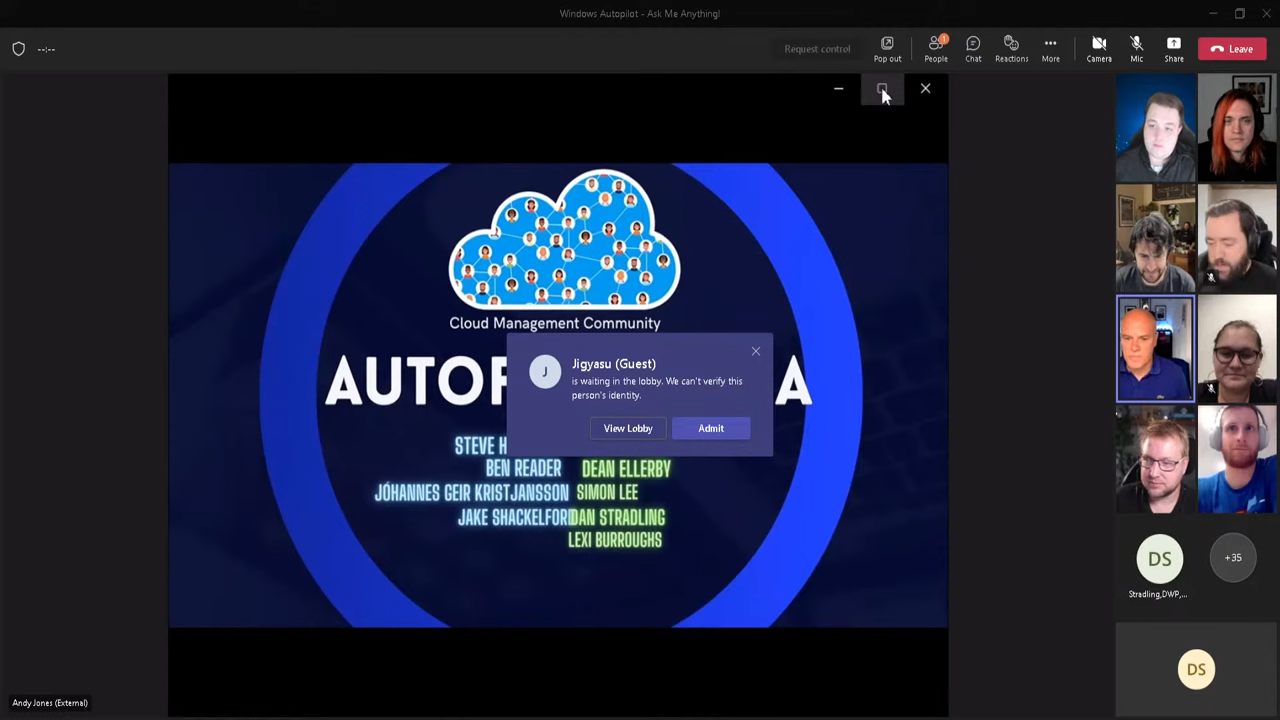 Windows Autopilot - Ask Me Anything!
--:--
Request control
Pop out
People
1
Chat
Reactions
More
Camera
Mic
Share
Leave
Cloud Management Community
Jigyasu (Guest)
J
is waiting in the lobby. We can't verify this
person's identity.
View Lobby
Admit
STEVE
BEN READER
DEAN ELLERBY
JÓHANNES GEIR KRISTJANSSON
SIMON LEE
JAKE SHACKELFORD
DAN STRADLING
LEXI BURROUGHS
DS
+35
Stradling,DWP,...
DS
Andy Jones (External)